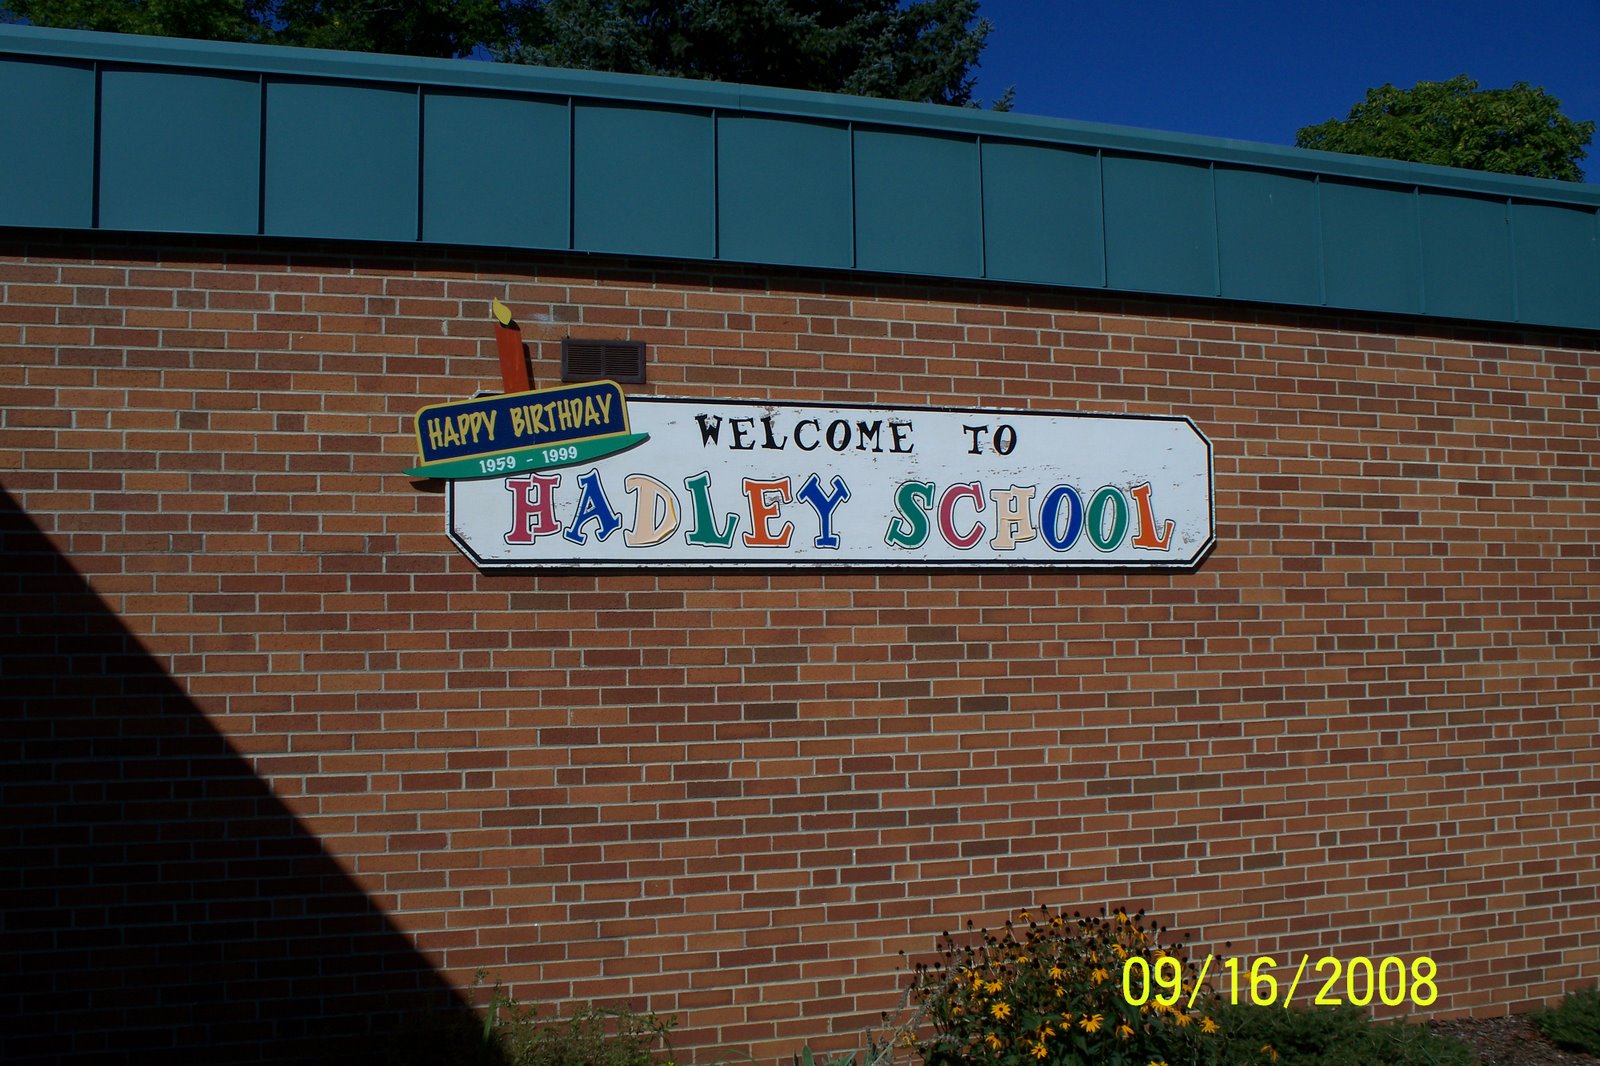 HAPPY BIRTHDAY
1959 - 1999
WELCOME TO
HADLEY SCHOOL
09/16/2008